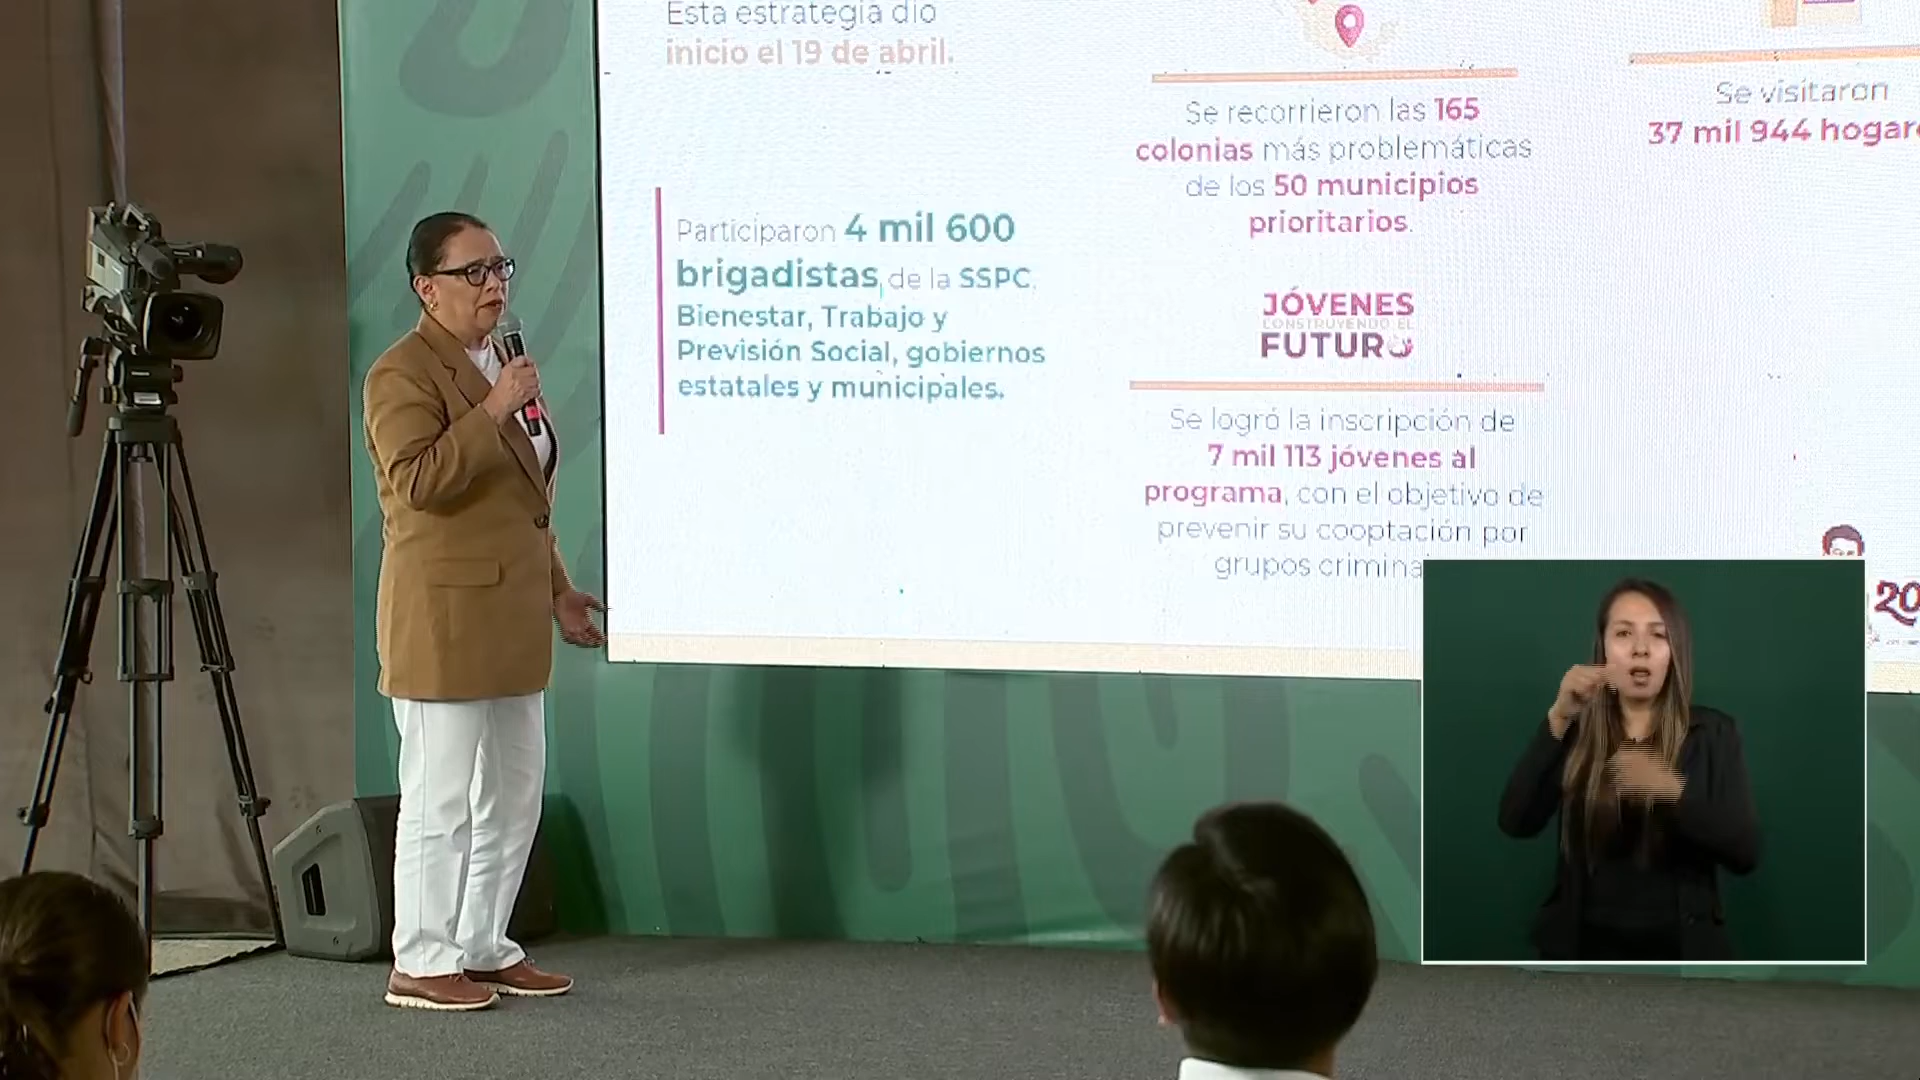 Esta estrategia dio
inicio el 19 de abril.
Participaron 4 mil 600
brigadistas, de la SSPC,
Bienestar, Trabajo y
Previsión Social, gobiernos
estatales y municipales.
Se recorrieron las 165
colonias más problemáticas
de los 50 municipios
prioritarios.
JÓVENES
CONSTRUYENDO EL
FUTURO
Se logró la inscripción de
7 mil 113 jóvenes al
programa, con el objetivo de
prevenir su cooptación por
grupos crimina
Se visitaron
37 mil 944 hogar
20